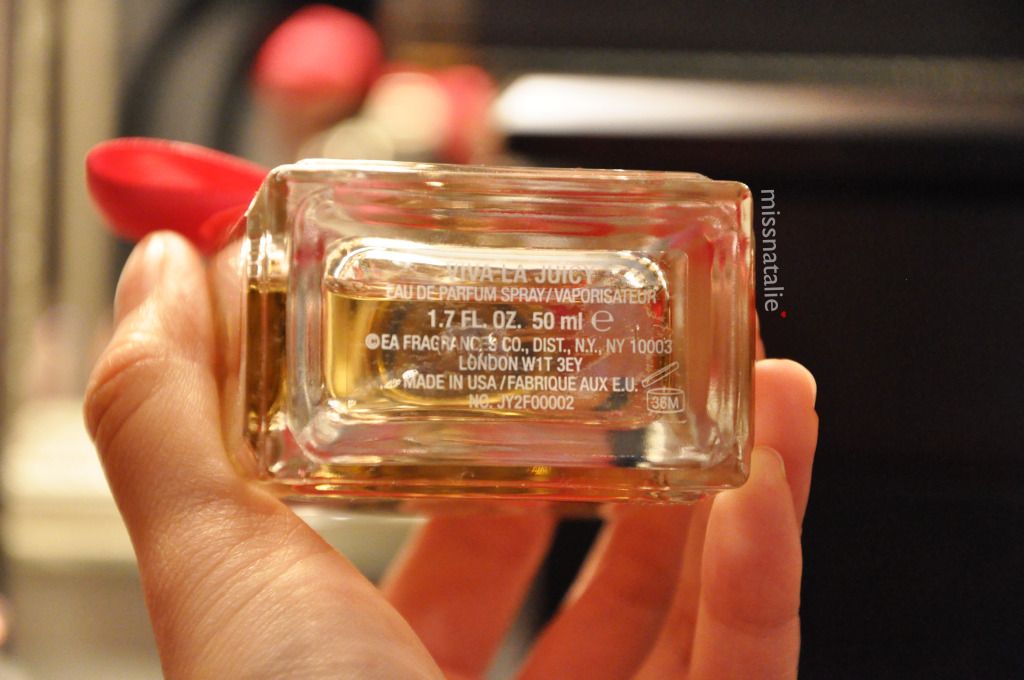 VIVA LA JUICY
EAU DE PARFUM SPRAY/VAPORISATEUR
1.7 FL. OZ. 50 ml ℮
©EA FRAGRANCES CO., DIST., N.Y., NY 10003
LONDON W1T 3EY
MADE IN USA/FABRIQUE AUX E.U.
NO. JY2F00002
36M
missnatalie